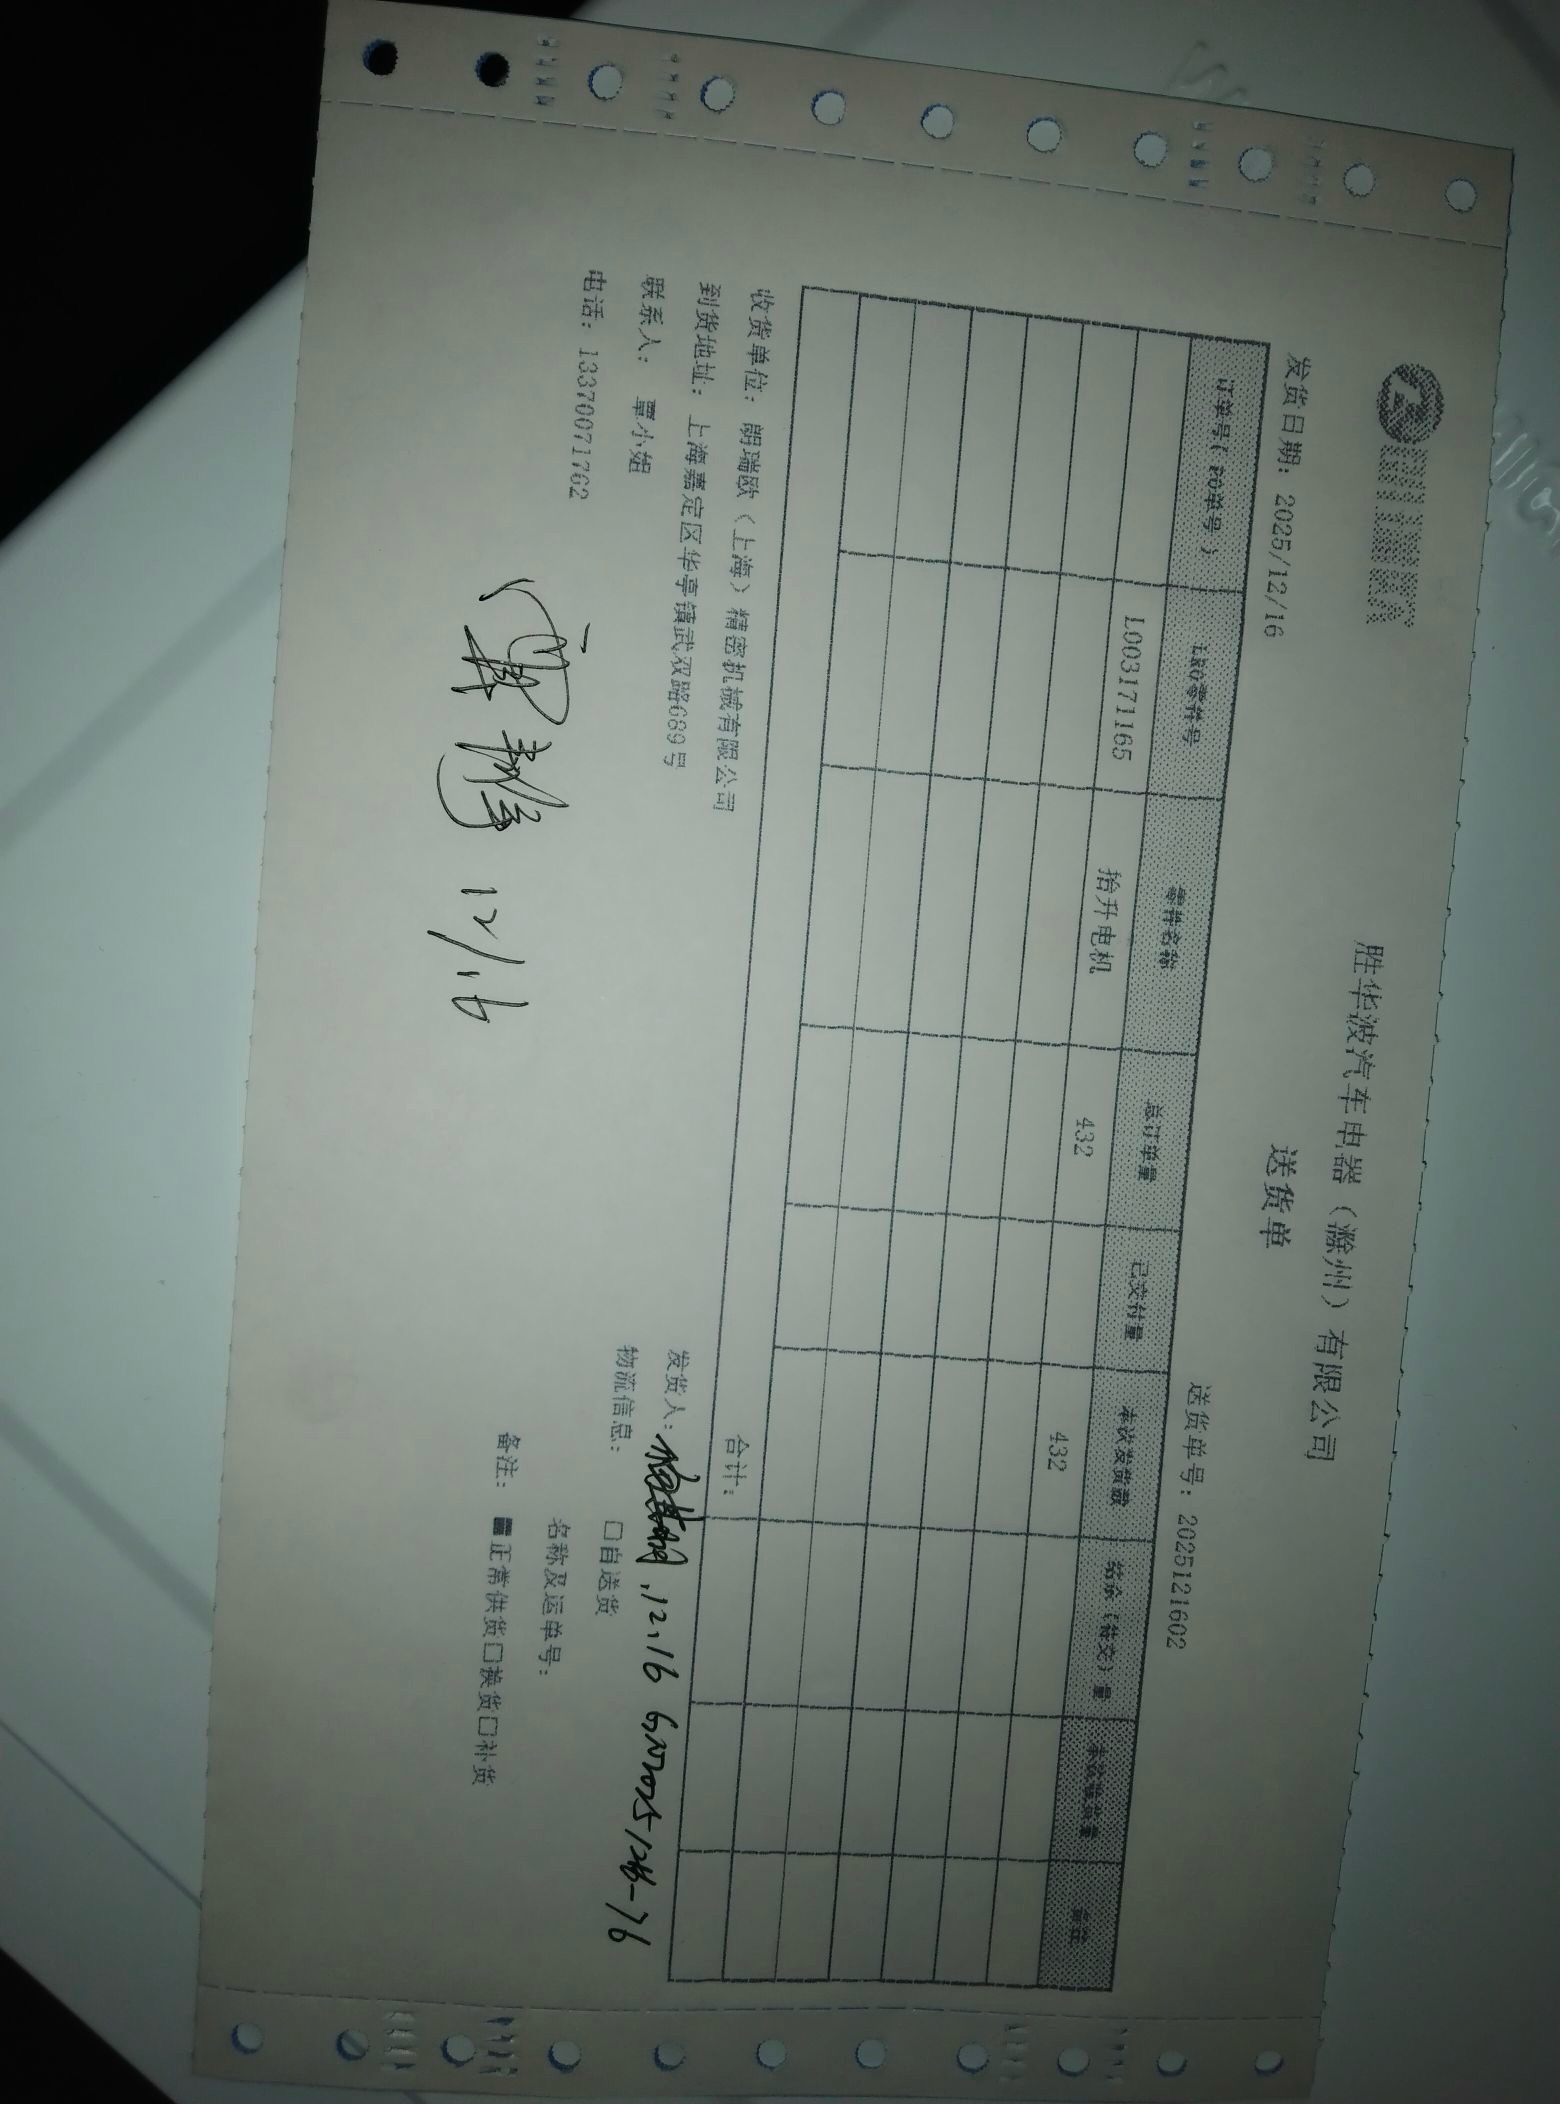 胜华波汽车电器（滁州）有限公司
送货单
发货日期： 2025/12/16
送货单号：2025121602
订单号（PO单号） LRO零件号 零件名称 总订单量 已交付量 本次发货数 结余（待交）量 本次收货量 备注
L003171165 抬升电机 432 432
合计：
收货单位：朗瑞欧（上海）精密机械有限公司
到货地址：上海嘉定区华亭镇武双路689号
联系人： 覃小姐
电话：13370071762
发货人： 12.16
物流信息： □自送货
名称及运单号：
备注： ■正常供货□换货□补货
12/16